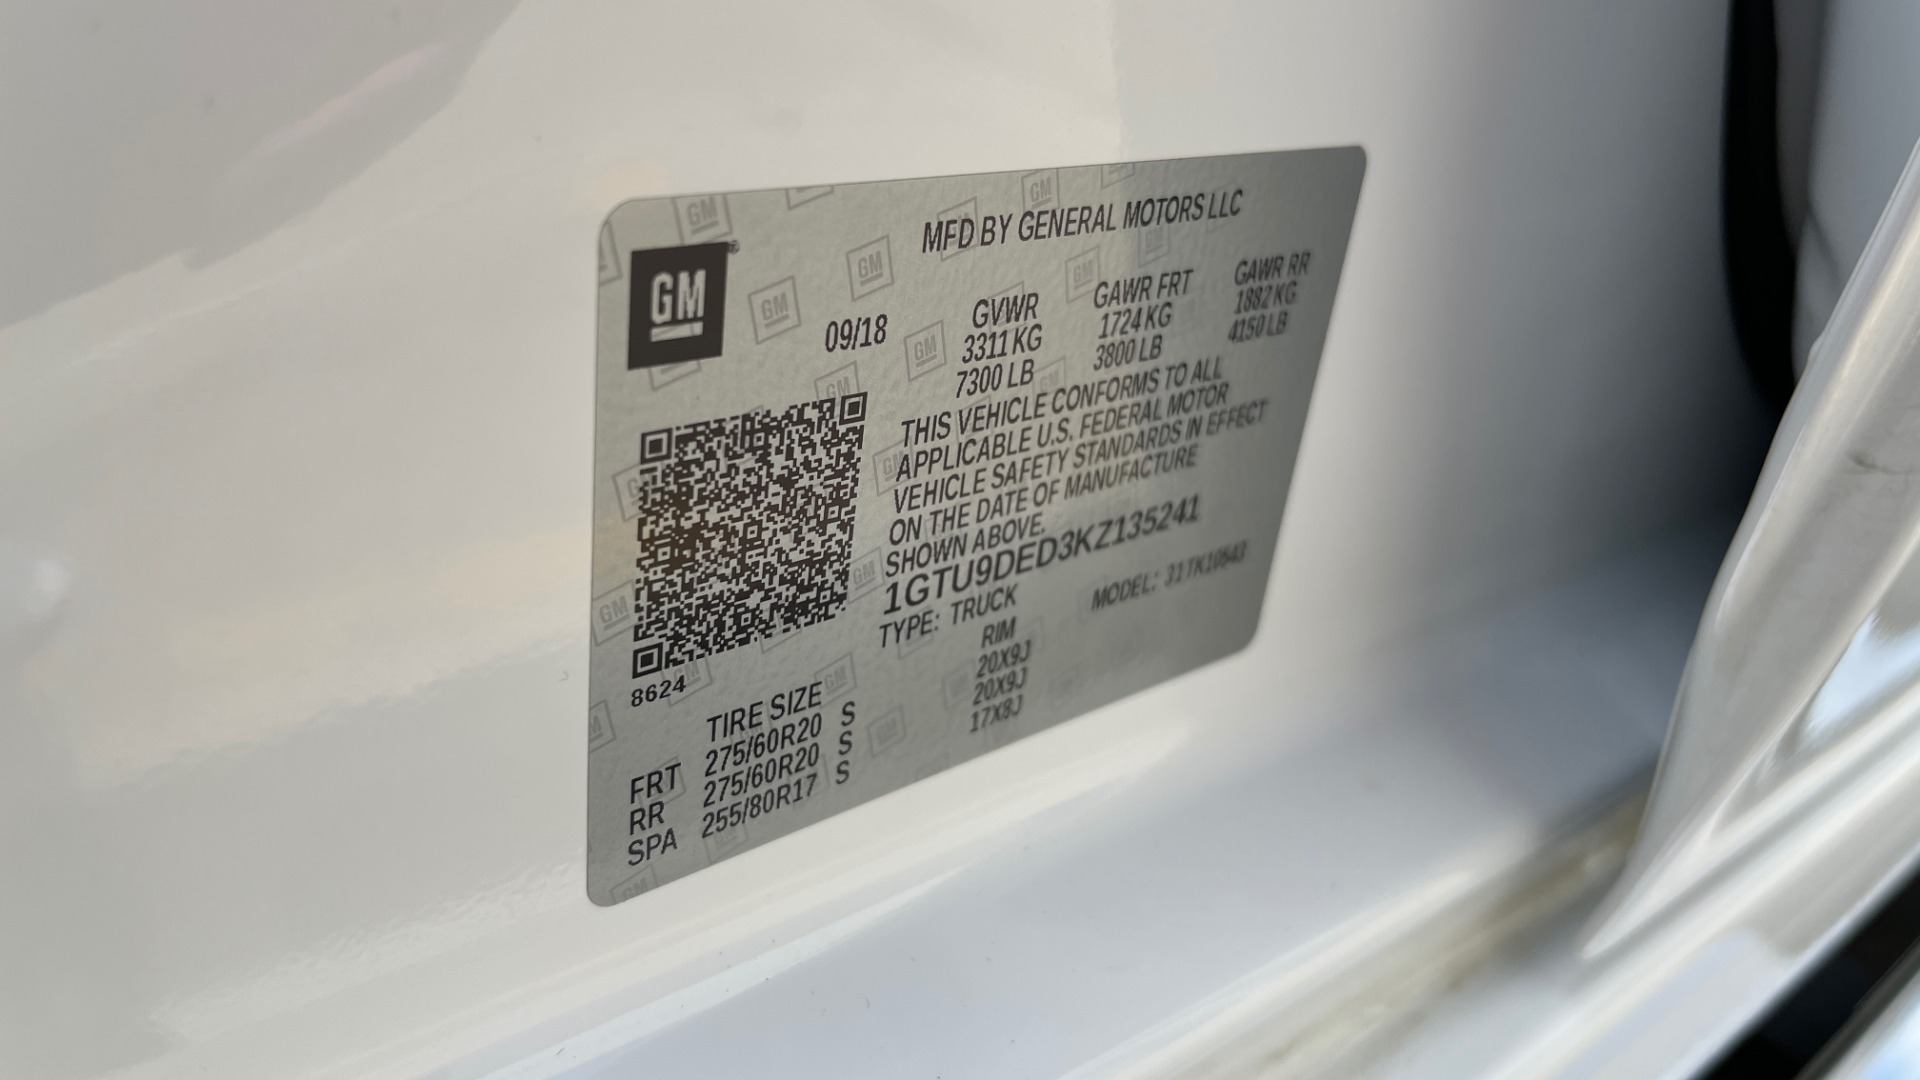 GM
MFD BY GENERAL MOTORS LLC
09/18
GVWR GAWR FRT GAWR RR
3311 KG 1724 KG 1882 KG
7300 LB 3800 LB 4150 LB
THIS VEHICLE CONFORMS TO ALL
APPLICABLE U.S. FEDERAL MOTOR
VEHICLE SAFETY STANDARDS IN EFFECT
ON THE DATE OF MANUFACTURE
SHOWN ABOVE.
1GTU9DED3KZ135241
TYPE: TRUCK MODEL: 31TK10543
8624
TIRE SIZE RIM
FRT 275/60R20 S 20X9J
RR 275/60R20 S 20X9J
SPA 255/80R17 S 17X8J